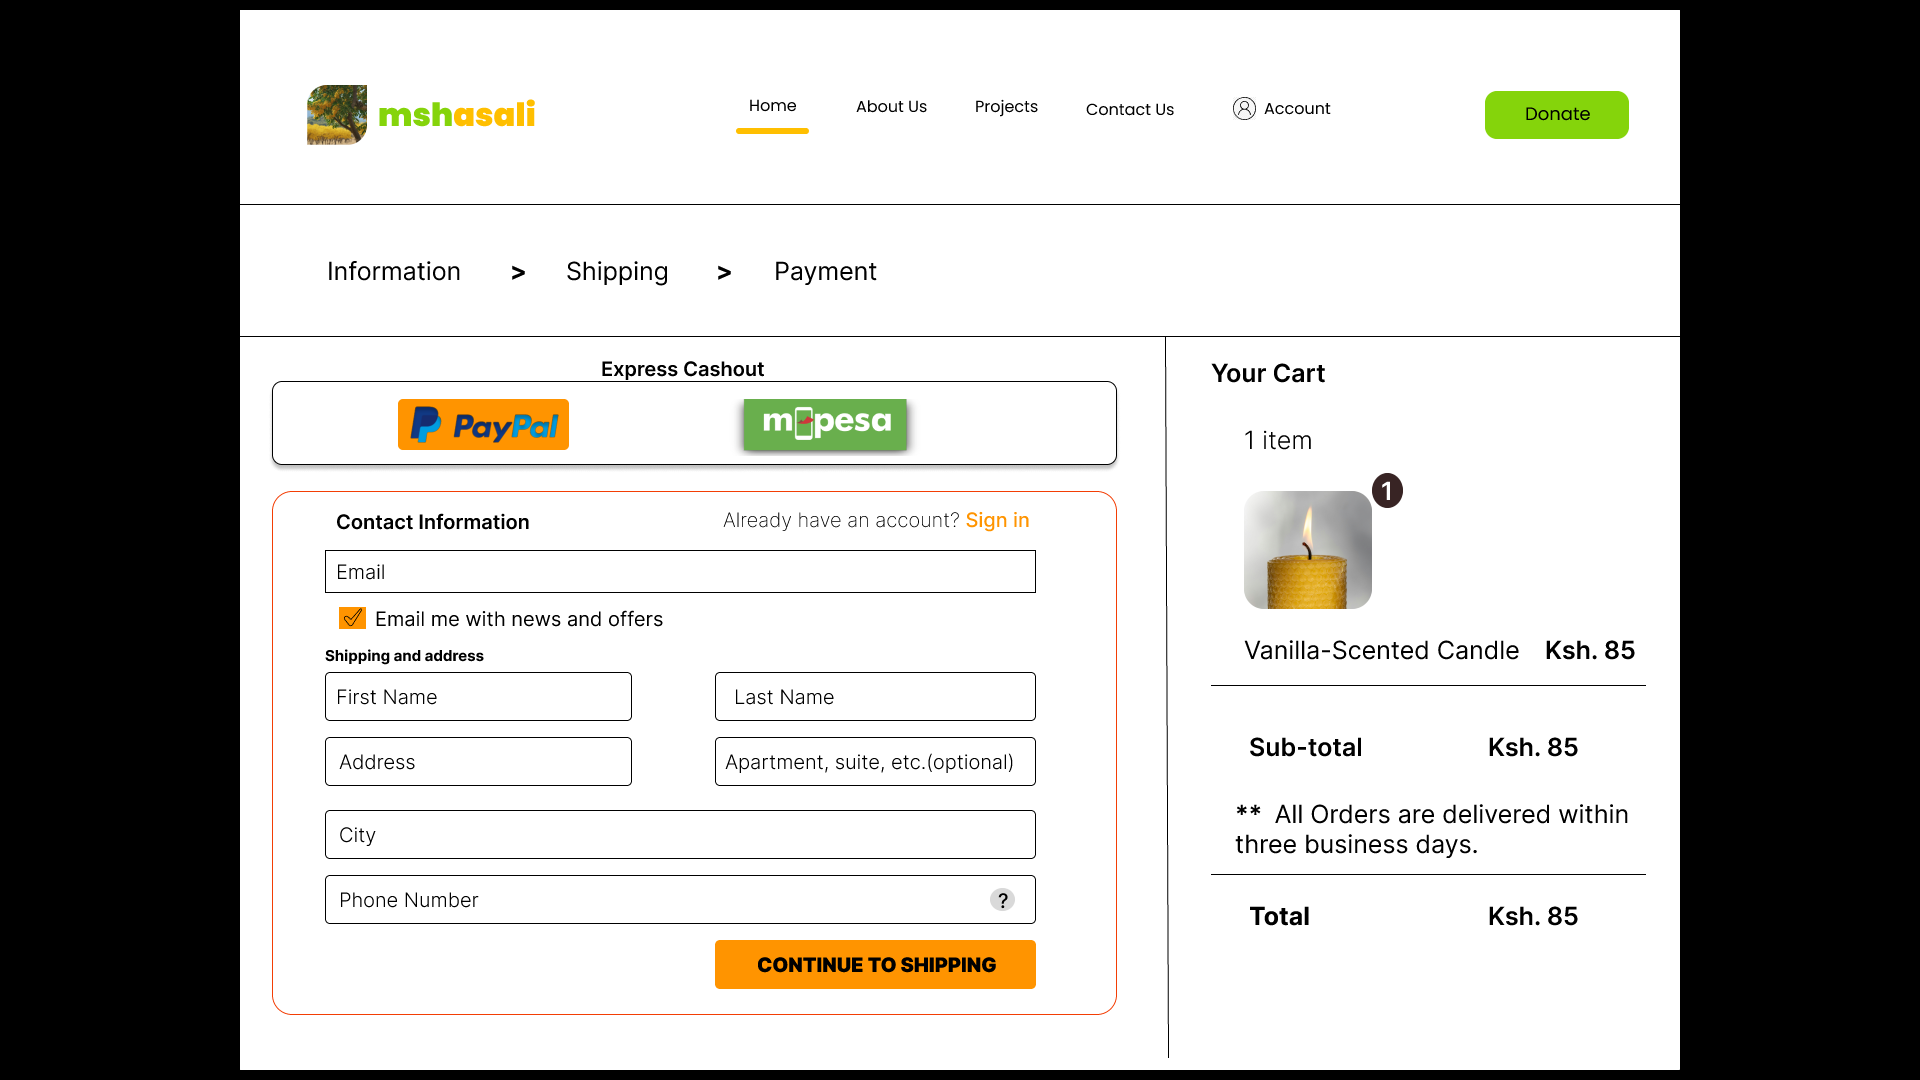 mshasali
Home
About Us
Projects
Contact Us
Account
Donate
Information > Shipping > Payment
Express Cashout
PayPal
m pesa
Contact Information
Already have an account? Sign in
Email
Email me with news and offers
Shipping and address
First Name
Last Name
Address
Apartment, suite, etc.(optional)
City
Phone Number
?
CONTINUE TO SHIPPING
Your Cart
1 item
1
Vanilla-Scented Candle Ksh. 85
Sub-total Ksh. 85
** All Orders are delivered within
three business days.
Total Ksh. 85